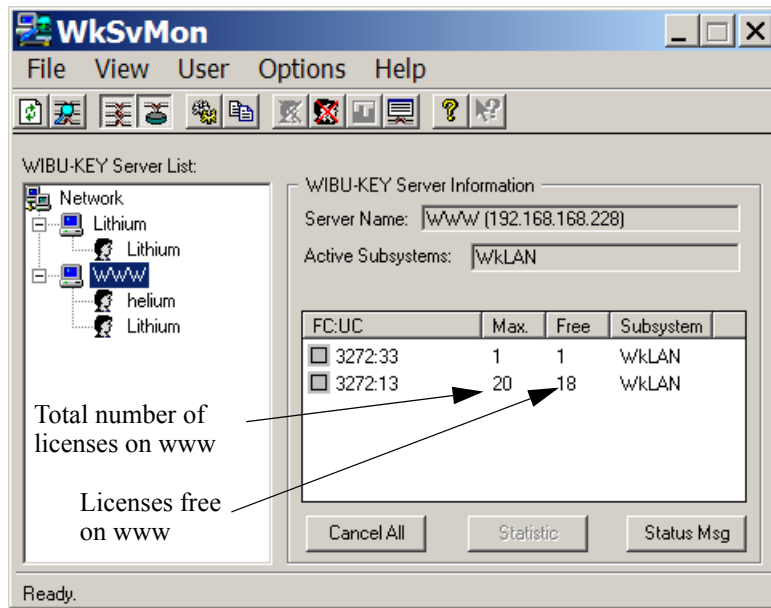 WkSvMon
File View User Options Help
WIBU-KEY Server List:
Network
Lithium
Lithium
WWW
helium
Lithium
Total number of
licenses on www
Licenses free
on www
WIBU-KEY Server Information
Server Name: WWW (192.168.168.228)
Active Subsystems: WkLAN
FC:UC Max. Free Subsystem
3272:33 1 1 WkLAN
3272:13 20 18 WkLAN
Cancel All Statistic Status Msg
Ready.